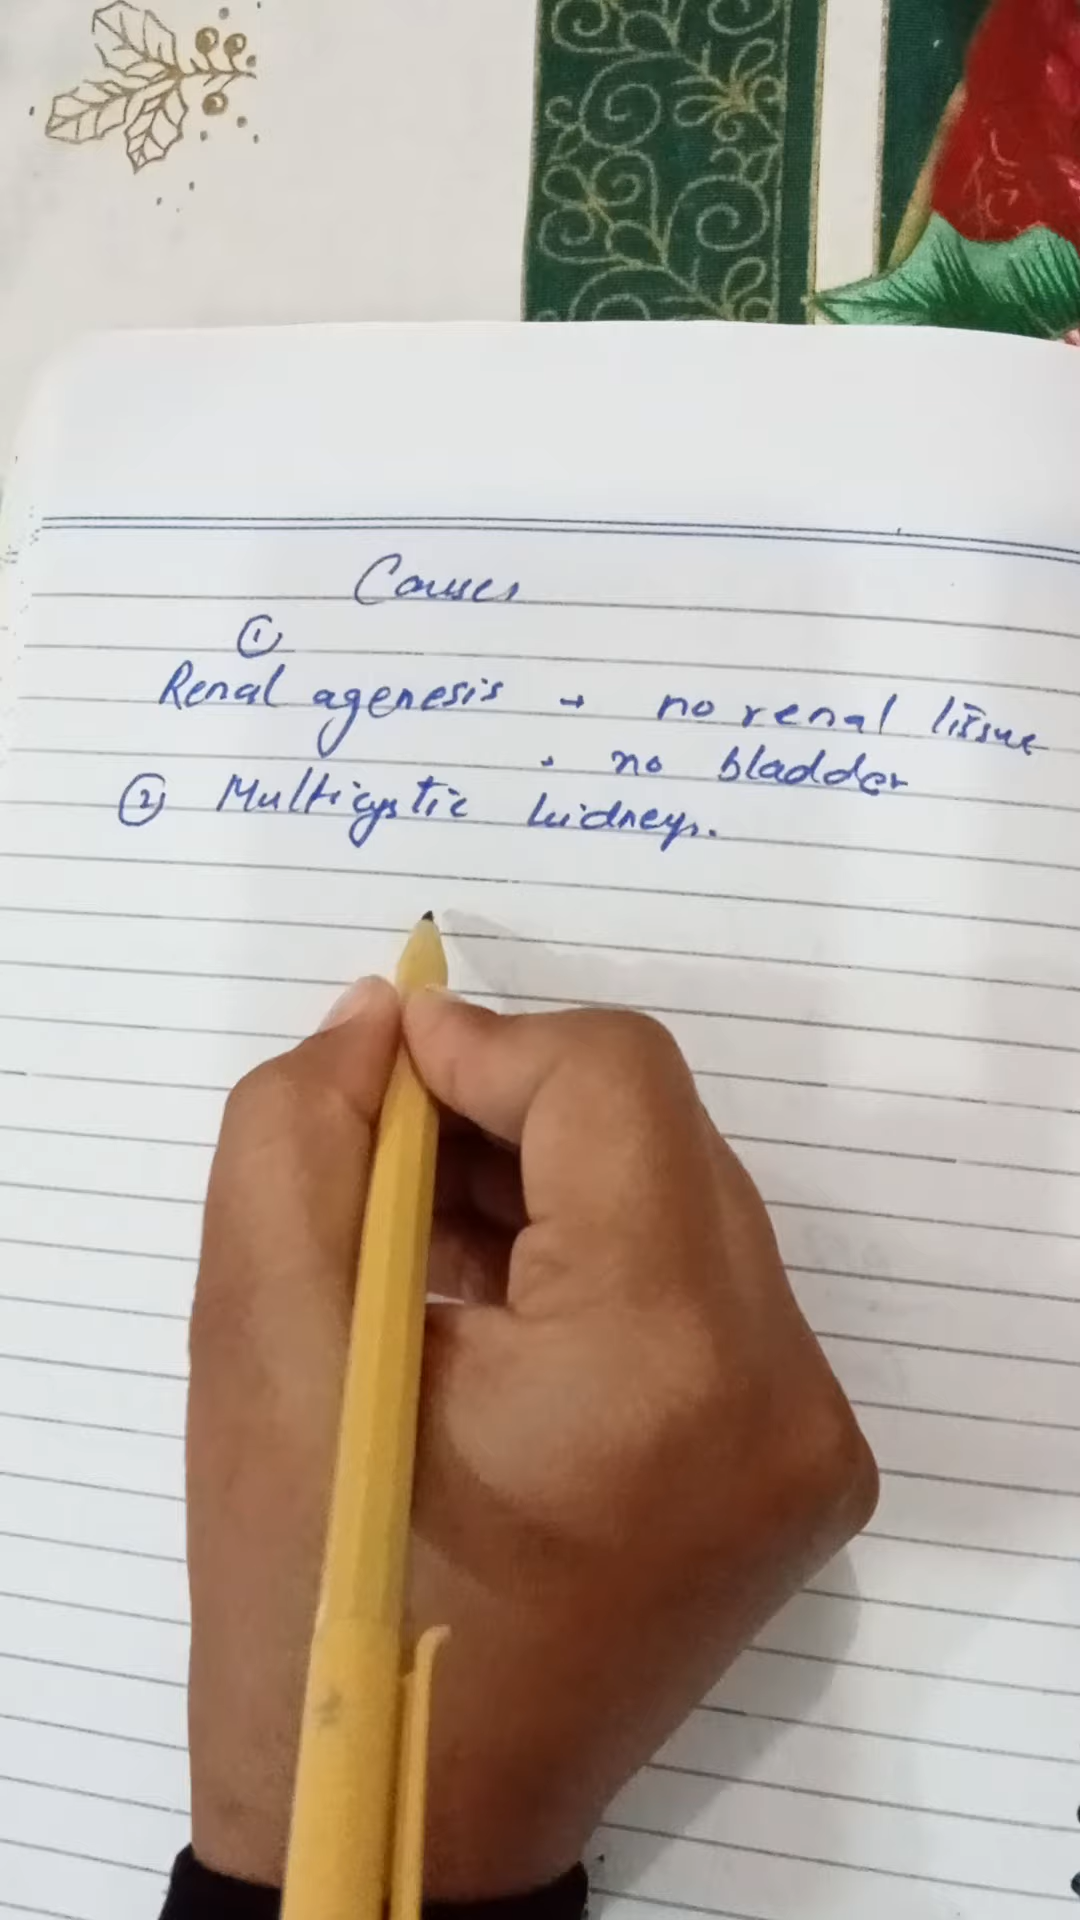 Causes
①
Renal agenesis → no renal tissue
. no bladder
② Multicystic kidneys.